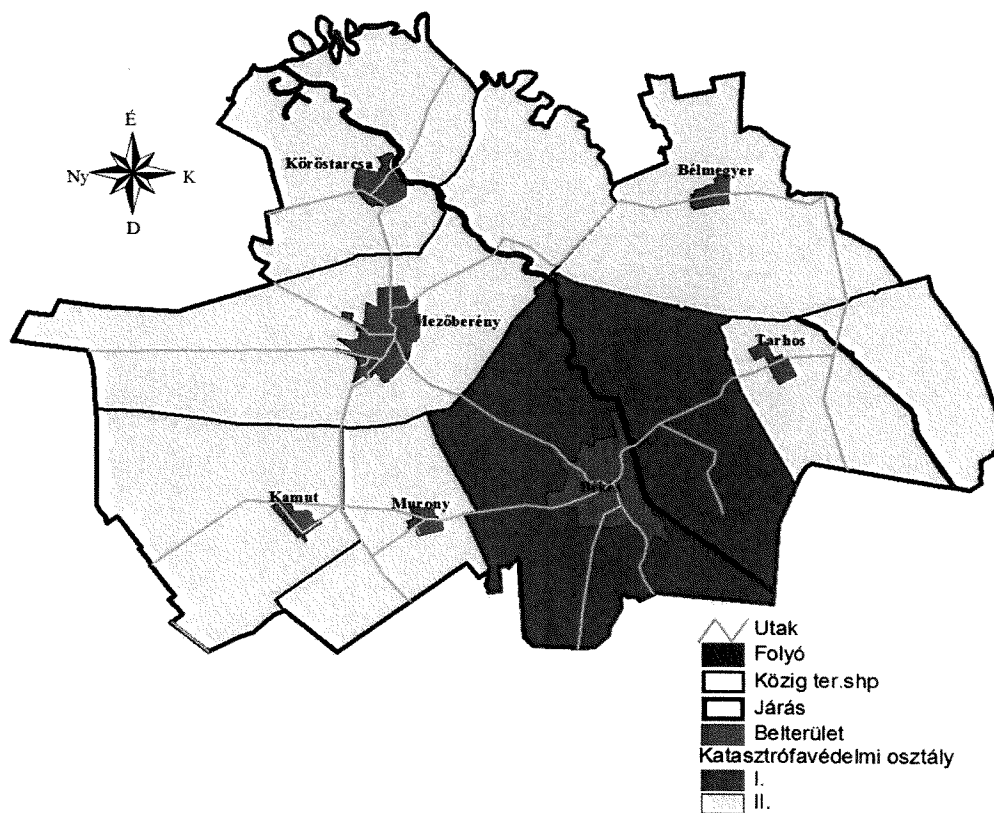 É
Ny
K
D
Köröstarcsa
Bélmegyer
Mezőberény
Tarhos
Kamut
Murony
Utak
Folyó
Közig ter.shp
Járás
Belterület
Katasztrófavédelmi osztály
I.
II.